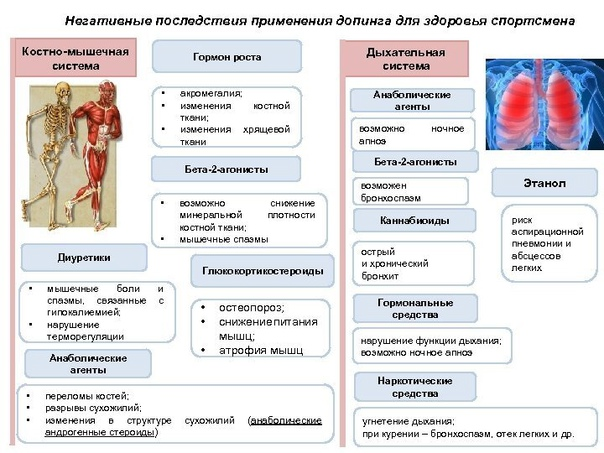 Негативные последствия применения допинга для здоровья спортсмена
Костно-мышечная
система
Гормон роста
• акромегалия;
• изменения костной
ткани;
• изменения хрящевой
ткани
Бета-2-агонисты
• возможно снижение
минеральной плотности
костной ткани;
• мышечные спазмы
Диуретики
• мышечные боли и
спазмы, связанные с
гипокалиемией;
• нарушение
терморегуляции
Глюкокортикостероиды
• остеопороз;
• снижение питания
мышц;
• атрофия мышц
Анаболические
агенты
• переломы костей;
• разрывы сухожилий;
• изменения в структуре сухожилий (анаболические
андрогенные стероиды)
Дыхательная
система
Анаболические
агенты
возможно ночное
апноэ
Бета-2-агонисты
возможен
бронхоспазм
Каннабиоиды
острый
и хронический
бронхит
Гормональные
средства
нарушение функции дыхания;
возможно ночное апноэ
Наркотические
средства
угнетение дыхания;
при курении – бронхоспазм, отек легких и др.
Этанол
риск
аспирационной
пневмонии и
абсцессов
легких